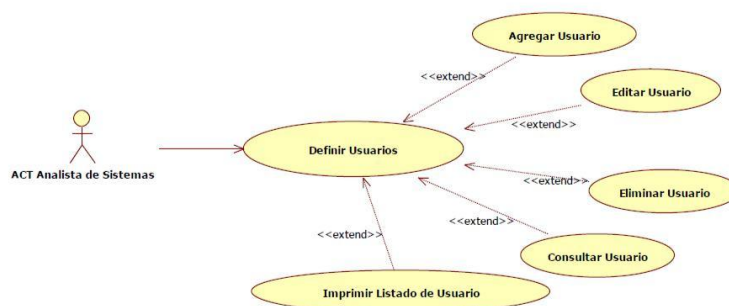 Agregar Usuario
<<extend>>
Editar Usuario
<<extend>>
Definir Usuarios
ACT Analista de Sistemas
<<extend>>
Eliminar Usuario
<<extend>>
<<extend>>
Consultar Usuario
Imprimir Listado de Usuario